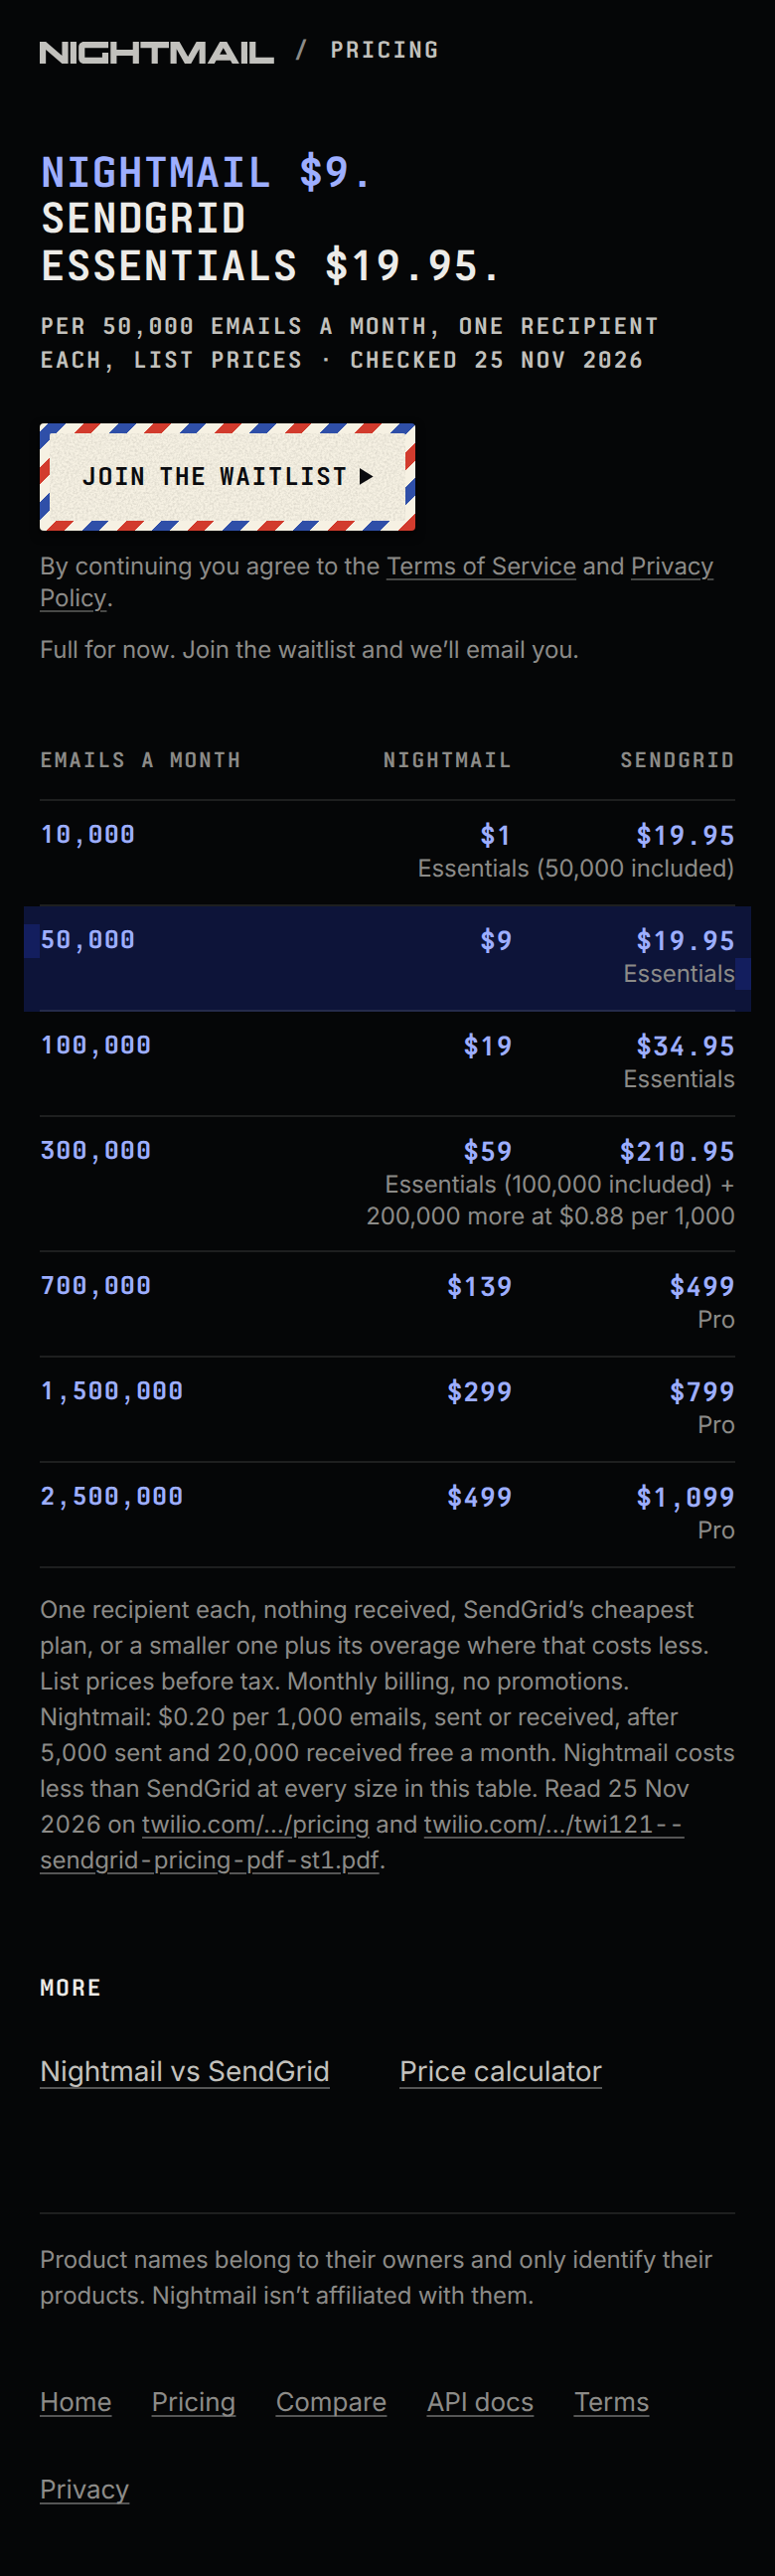 NIGHTMAIL / PRICING
NIGHTMAIL $9.
SENDGRID
ESSENTIALS $19.95.
PER 50,000 EMAILS A MONTH, ONE RECIPIENT
EACH, LIST PRICES · CHECKED 25 NOV 2026
JOIN THE WAITLIST ▶
By continuing you agree to the Terms of Service and Privacy
Policy.
Full for now. Join the waitlist and we’ll email you.
EMAILS A MONTH NIGHTMAIL SENDGRID
10,000 $1 $19.95
Essentials (50,000 included)
50,000 $9 $19.95
Essentials
100,000 $19 $34.95
Essentials
300,000 $59 $210.95
Essentials (100,000 included) +
200,000 more at $0.88 per 1,000
700,000 $139 $499
Pro
1,500,000 $299 $799
Pro
2,500,000 $499 $1,099
Pro
One recipient each, nothing received, SendGrid’s cheapest
plan, or a smaller one plus its overage where that costs less.
List prices before tax. Monthly billing, no promotions.
Nightmail: $0.20 per 1,000 emails, sent or received, after
5,000 sent and 20,000 received free a month. Nightmail costs
less than SendGrid at every size in this table. Read 25 Nov
2026 on twilio.com/…/pricing and twilio.com/…/twi121--
sendgrid-pricing-pdf-st1.pdf.
MORE
Nightmail vs SendGrid Price calculator
Product names belong to their owners and only identify their
products. Nightmail isn’t affiliated with them.
Home Pricing Compare API docs Terms
Privacy